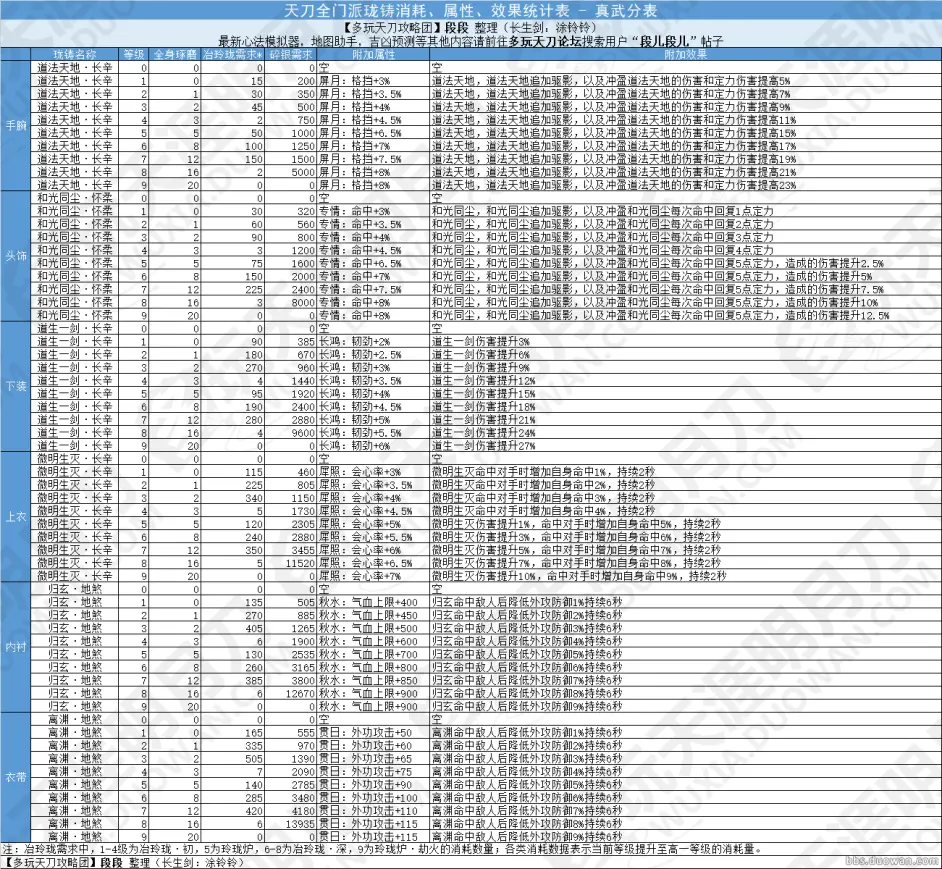 天刀全门派珑铸消耗、属性、效果统计表 - 真武分表
【多玩天刀攻略团】段段 整理（长生剑：涂铃铃）
最新心法模拟器，地图助手，吉凶预测等其他内容请前往多玩天刀论坛搜索用户“段儿段儿”帖子
珑铸名称 等级 全身琢磨 冶玲珑需求* 碎银需求 附加属性 附加效果
手腕
道法天地·长辛 0 0 0 0 空 空
道法天地·长辛 1 0 15 200 屏月：格挡+3% 道法天地，道法天地追加驱影，以及冲盈道法天地的伤害和定力伤害提高5%
道法天地·长辛 2 1 30 350 屏月：格挡+3.5% 道法天地，道法天地追加驱影，以及冲盈道法天地的伤害和定力伤害提高7%
道法天地·长辛 3 2 45 500 屏月：格挡+4% 道法天地，道法天地追加驱影，以及冲盈道法天地的伤害和定力伤害提高9%
道法天地·长辛 4 3 2 750 屏月：格挡+4.5% 道法天地，道法天地追加驱影，以及冲盈道法天地的伤害和定力伤害提高11%
道法天地·长辛 5 5 50 1000 屏月：格挡+6.5% 道法天地，道法天地追加驱影，以及冲盈道法天地的伤害和定力伤害提高15%
道法天地·长辛 6 8 100 1250 屏月：格挡+7% 道法天地，道法天地追加驱影，以及冲盈道法天地的伤害和定力伤害提高17%
道法天地·长辛 7 12 150 1500 屏月：格挡+7.5% 道法天地，道法天地追加驱影，以及冲盈道法天地的伤害和定力伤害提高19%
道法天地·长辛 8 16 2 5000 屏月：格挡+8% 道法天地，道法天地追加驱影，以及冲盈道法天地的伤害和定力伤害提高21%
道法天地·长辛 9 20 0 0 屏月：格挡+8% 道法天地，道法天地追加驱影，以及冲盈道法天地的伤害和定力伤害提高23%
头饰
和光同尘·怀柔 0 0 0 0 空 空
和光同尘·怀柔 1 0 30 320 专情：命中+3% 和光同尘，和光同尘追加驱影，以及冲盈和光同尘每次命中回复1点定力
和光同尘·怀柔 2 1 60 560 专情：命中+3.5% 和光同尘，和光同尘追加驱影，以及冲盈和光同尘每次命中回复2点定力
和光同尘·怀柔 3 2 90 800 专情：命中+4% 和光同尘，和光同尘追加驱影，以及冲盈和光同尘每次命中回复3点定力
和光同尘·怀柔 4 3 3 1200 专情：命中+4.5% 和光同尘，和光同尘追加驱影，以及冲盈和光同尘每次命中回复4点定力
和光同尘·怀柔 5 5 75 1600 专情：命中+6.5% 和光同尘，和光同尘追加驱影，以及冲盈和光同尘每次命中回复5点定力，造成的伤害提升2.5%
和光同尘·怀柔 6 8 150 2000 专情：命中+7% 和光同尘，和光同尘追加驱影，以及冲盈和光同尘每次命中回复5点定力，造成的伤害提升5%
和光同尘·怀柔 7 12 225 2400 专情：命中+7.5% 和光同尘，和光同尘追加驱影，以及冲盈和光同尘每次命中回复5点定力，造成的伤害提升7.5%
和光同尘·怀柔 8 16 3 8000 专情：命中+8% 和光同尘，和光同尘追加驱影，以及冲盈和光同尘每次命中回复5点定力，造成的伤害提升10%
和光同尘·怀柔 9 20 0 0 专情：命中+8% 和光同尘，和光同尘追加驱影，以及冲盈和光同尘每次命中回复5点定力，造成的伤害提升12.5%
下装
道生一剑·长辛 0 0 0 0 空 空
道生一剑·长辛 1 0 90 385 长鸿：韧劲+2% 道生一剑伤害提升3%
道生一剑·长辛 2 1 180 670 长鸿：韧劲+2.5% 道生一剑伤害提升6%
道生一剑·长辛 3 2 270 960 长鸿：韧劲+3% 道生一剑伤害提升9%
道生一剑·长辛 4 3 4 1440 长鸿：韧劲+3.5% 道生一剑伤害提升12%
道生一剑·长辛 5 5 95 1920 长鸿：韧劲+4% 道生一剑伤害提升15%
道生一剑·长辛 6 8 190 2400 长鸿：韧劲+4.5% 道生一剑伤害提升18%
道生一剑·长辛 7 12 280 2880 长鸿：韧劲+5% 道生一剑伤害提升21%
道生一剑·长辛 8 16 4 9600 长鸿：韧劲+5.5% 道生一剑伤害提升24%
道生一剑·长辛 9 20 0 0 长鸿：韧劲+6% 道生一剑伤害提升27%
上衣
微明生灭·长辛 0 0 0 0 空 空
微明生灭·长辛 1 0 115 460 犀照：会心率+3% 微明生灭命中对手时增加自身命中1%，持续2秒
微明生灭·长辛 2 1 225 805 犀照：会心率+3.5% 微明生灭命中对手时增加自身命中2%，持续2秒
微明生灭·长辛 3 2 340 1150 犀照：会心率+4% 微明生灭命中对手时增加自身命中3%，持续2秒
微明生灭·长辛 4 3 5 1730 犀照：会心率+4.5% 微明生灭命中对手时增加自身命中4%，持续2秒
微明生灭·长辛 5 5 120 2305 犀照：会心率+5% 微明生灭伤害提升1%，命中对手时增加自身命中5%，持续2秒
微明生灭·长辛 6 8 240 2880 犀照：会心率+5.5% 微明生灭伤害提升3%，命中对手时增加自身命中6%，持续2秒
微明生灭·长辛 7 12 350 3455 犀照：会心率+6% 微明生灭伤害提升5%，命中对手时增加自身命中7%，持续2秒
微明生灭·长辛 8 16 5 11520 犀照：会心率+6.5% 微明生灭伤害提升7%，命中对手时增加自身命中8%，持续2秒
微明生灭·长辛 9 20 0 0 犀照：会心率+7% 微明生灭伤害提升10%，命中对手时增加自身命中9%，持续2秒
内衬
归玄·地煞 0 0 0 0 空 空
归玄·地煞 1 0 135 505 秋水：气血上限+400 归玄命中敌人后降低外攻防御1%持续6秒
归玄·地煞 2 1 270 885 秋水：气血上限+450 归玄命中敌人后降低外攻防御2%持续6秒
归玄·地煞 3 2 405 1265 秋水：气血上限+500 归玄命中敌人后降低外攻防御3%持续6秒
归玄·地煞 4 3 6 1900 秋水：气血上限+600 归玄命中敌人后降低外攻防御4%持续6秒
归玄·地煞 5 5 130 2535 秋水：气血上限+700 归玄命中敌人后降低外攻防御5%持续6秒
归玄·地煞 6 8 260 3165 秋水：气血上限+800 归玄命中敌人后降低外攻防御6%持续6秒
归玄·地煞 7 12 385 3800 秋水：气血上限+850 归玄命中敌人后降低外攻防御7%持续6秒
归玄·地煞 8 16 6 12670 秋水：气血上限+900 归玄命中敌人后降低外攻防御8%持续6秒
归玄·地煞 9 20 0 0 秋水：气血上限+900 归玄命中敌人后降低外攻防御9%持续6秒
衣带
离渊·地煞 0 0 0 0 空 空
离渊·地煞 1 0 165 555 贯日：外功攻击+50 离渊命中敌人后降低外攻防御1%持续6秒
离渊·地煞 2 1 335 970 贯日：外功攻击+60 离渊命中敌人后降低外攻防御2%持续6秒
离渊·地煞 3 2 505 1390 贯日：外功攻击+65 离渊命中敌人后降低外攻防御3%持续6秒
离渊·地煞 4 3 7 2090 贯日：外功攻击+75 离渊命中敌人后降低外攻防御4%持续6秒
离渊·地煞 5 5 140 2785 贯日：外功攻击+90 离渊命中敌人后降低外攻防御5%持续6秒
离渊·地煞 6 8 285 3480 贯日：外功攻击+100 离渊命中敌人后降低外攻防御6%持续6秒
离渊·地煞 7 12 420 4180 贯日：外功攻击+110 离渊命中敌人后降低外攻防御7%持续6秒
离渊·地煞 8 16 6 13935 贯日：外功攻击+115 离渊命中敌人后降低外攻防御8%持续6秒
离渊·地煞 9 20 0 0 贯日：外功攻击+115 离渊命中敌人后降低外攻防御9%持续6秒
注：冶玲珑需求中，1-4级为冶玲珑·初，5为玲珑炉，6-8为冶玲珑·深，9为玲珑炉·劫火的消耗数量；各类消耗数据表示当前等级提升至高一等级的消耗量。
【多玩天刀攻略团】段段 整理（长生剑：涂铃铃）
bbs.duowan.com